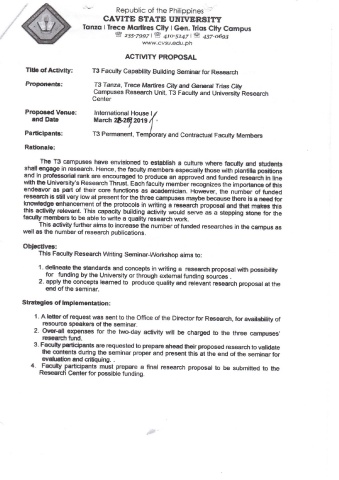 Republic of the Philippines
CAVITE STATE UNIVERSITY
Tanza | Trece Martires City | Gen. Trias City Campus
☏ 235-7997 | ☏ 410-5247 | ☏ 437-0693
www.cvsu.edu.ph
ACTIVITY PROPOSAL
Title of Activity: T3 Faculty Capability Building Seminar for Research
Proponents: T3 Tanza, Trece Martires City and General Trias City
Campuses Research Unit. T3 Faculty and University Research
Center
Proposed Venue: International House I
and Date March 2019
Participants: T3 Permanent, Temporary and Contractual Faculty Members
Rationale:
The T3 campuses have envisioned to establish a culture where faculty and students
shall engage in research. Hence, the faculty members especially those with plantilla positions
and in professorial rank are encouraged to produce an approved and funded research in line
with the University's Research Thrust. Each faculty member recognizes the importance of this
endeavor as part of their core functions as academician. However, the number of funded
research is still very low at present for the three campuses maybe because there is a need for
knowledge enhancement of the protocols in writing a research proposal and that makes this
this activity relevant. This capacity building activity would serve as a stepping stone for the
faculty members to be able to write a quality research work.
This activity further aims to increase the number of funded researches in the campus as
well as the number of research publications.
Objectives:
This Faculty Research Writing Seminar-Workshop aims to:
1. delineate the standards and concepts in writing a research proposal with possibility
for funding by the University or through external funding sources .
2. apply the concepts learned to produce quality and relevant research proposal at the
end of the seminar.
Strategies of Implementation:
1. A letter of request was sent to the Office of the Director for Research, for availability of
resource speakers of the seminar.
2. Over-all expenses for the two-day activity will be charged to the three campuses'
research fund.
3. Faculty participants are requested to prepare ahead their proposed research to validate
the contents during the seminar proper and present this at the end of the seminar for
evaluation and critiquing. .
4. Faculty participants must prepare a final research proposal to be submitted to the
Research Center for possible funding.